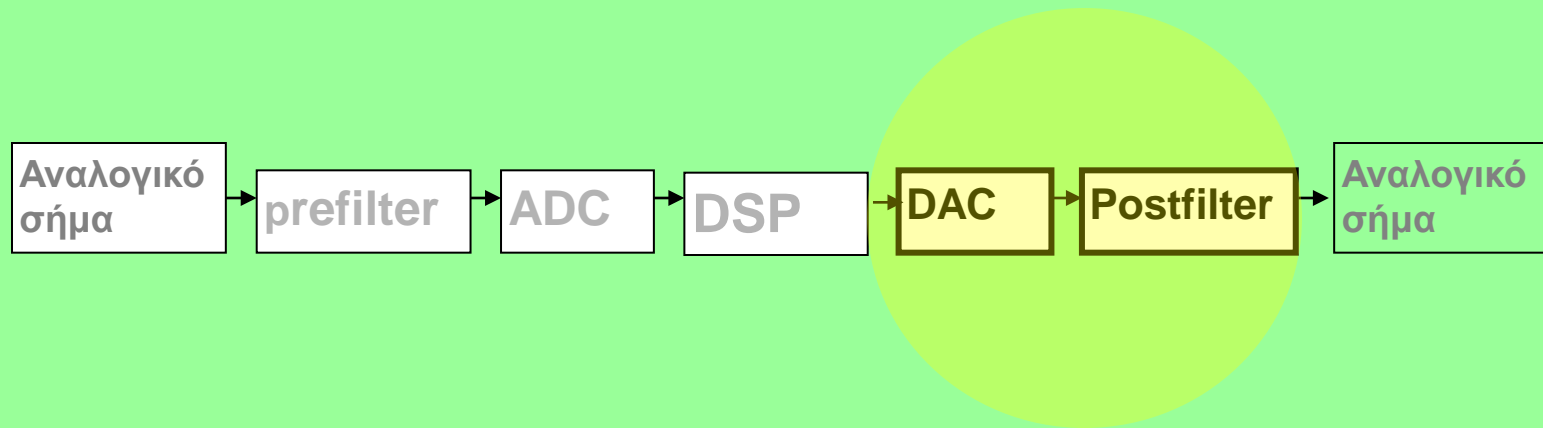 Αναλογικό
σήμα
prefilter
ADC
DSP
DAC
Postfilter
Αναλογικό
σήμα